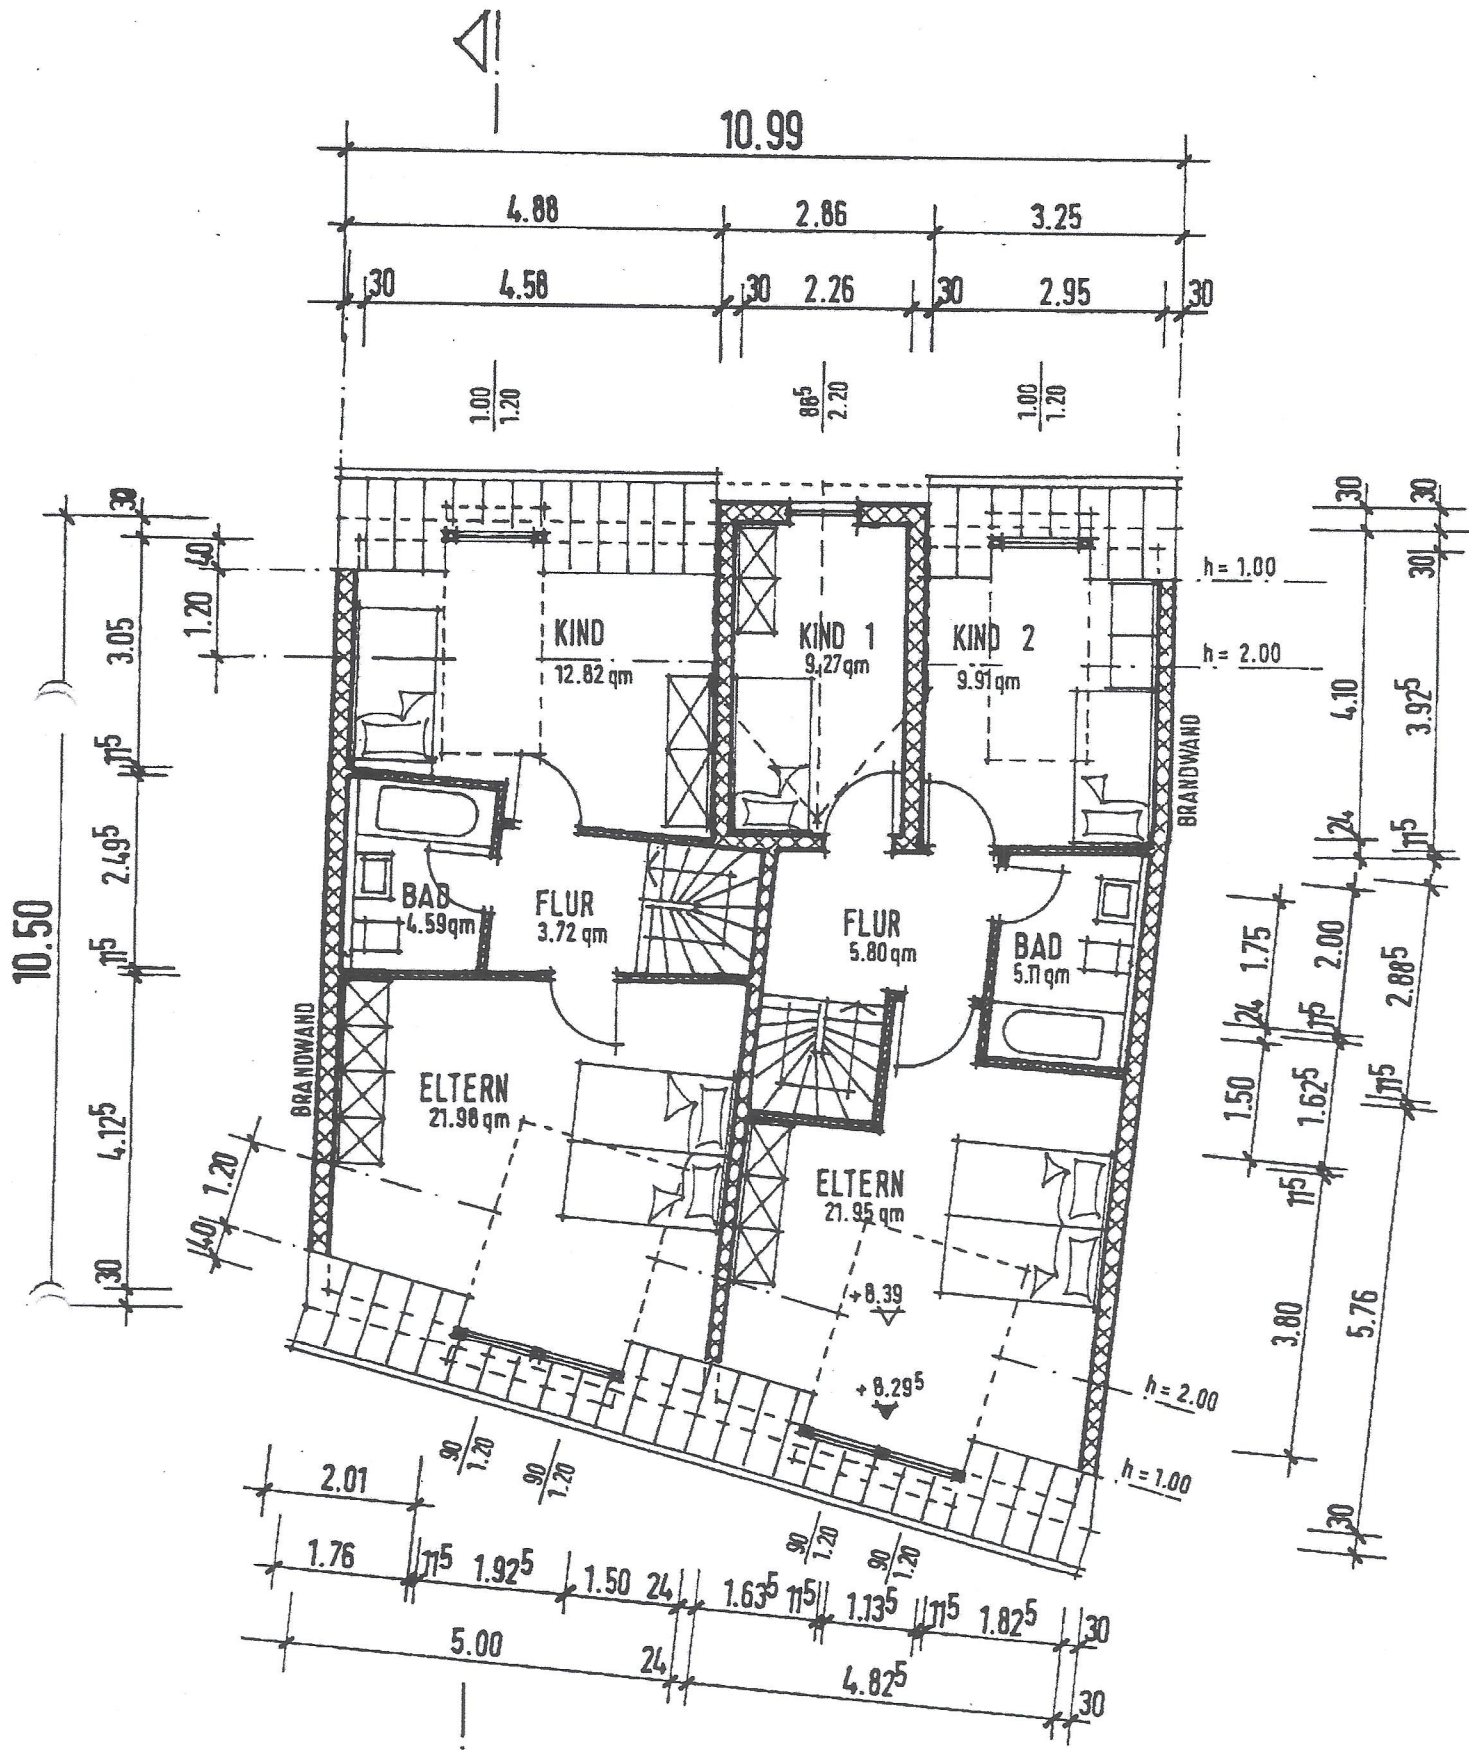 10.99
4.88 2.86 3.25
30 4.58 30 2.26 30 2.95 30
1.00
1.20
88⁵
2.20
1.00
1.20
30
40
3.05
1.20
11⁵
2.49⁵
10.50
11⁵
4.12⁵
1.20
40
30
KIND
12.82 qm
KIND 1
9.27 qm
KIND 2
9.91 qm
h = 1.00
h = 2.00
BRANDWAND
BAD
4.59 qm
FLUR
3.72 qm
FLUR
5.80 qm
BAD
5.11 qm
BRANDWAND
ELTERN
21.98 qm
ELTERN
21.95 qm
+ 8.39
+ 8.29⁵
h = 2.00
h = 1.00
30 30
30
4.10 3.92⁵
24 11⁵
1.75 2.00 2.88⁵
24 11⁵
1.50 1.62⁵ 11⁵
11⁵
3.80 5.76
30
90
1.20
90
1.20
90
1.20
90
1.20
2.01
1.76 11⁵ 1.92⁵ 1.50 24 1.63⁵ 11⁵ 1.13⁵ 11⁵ 1.82⁵ 30
5.00 24 4.82⁵ 30